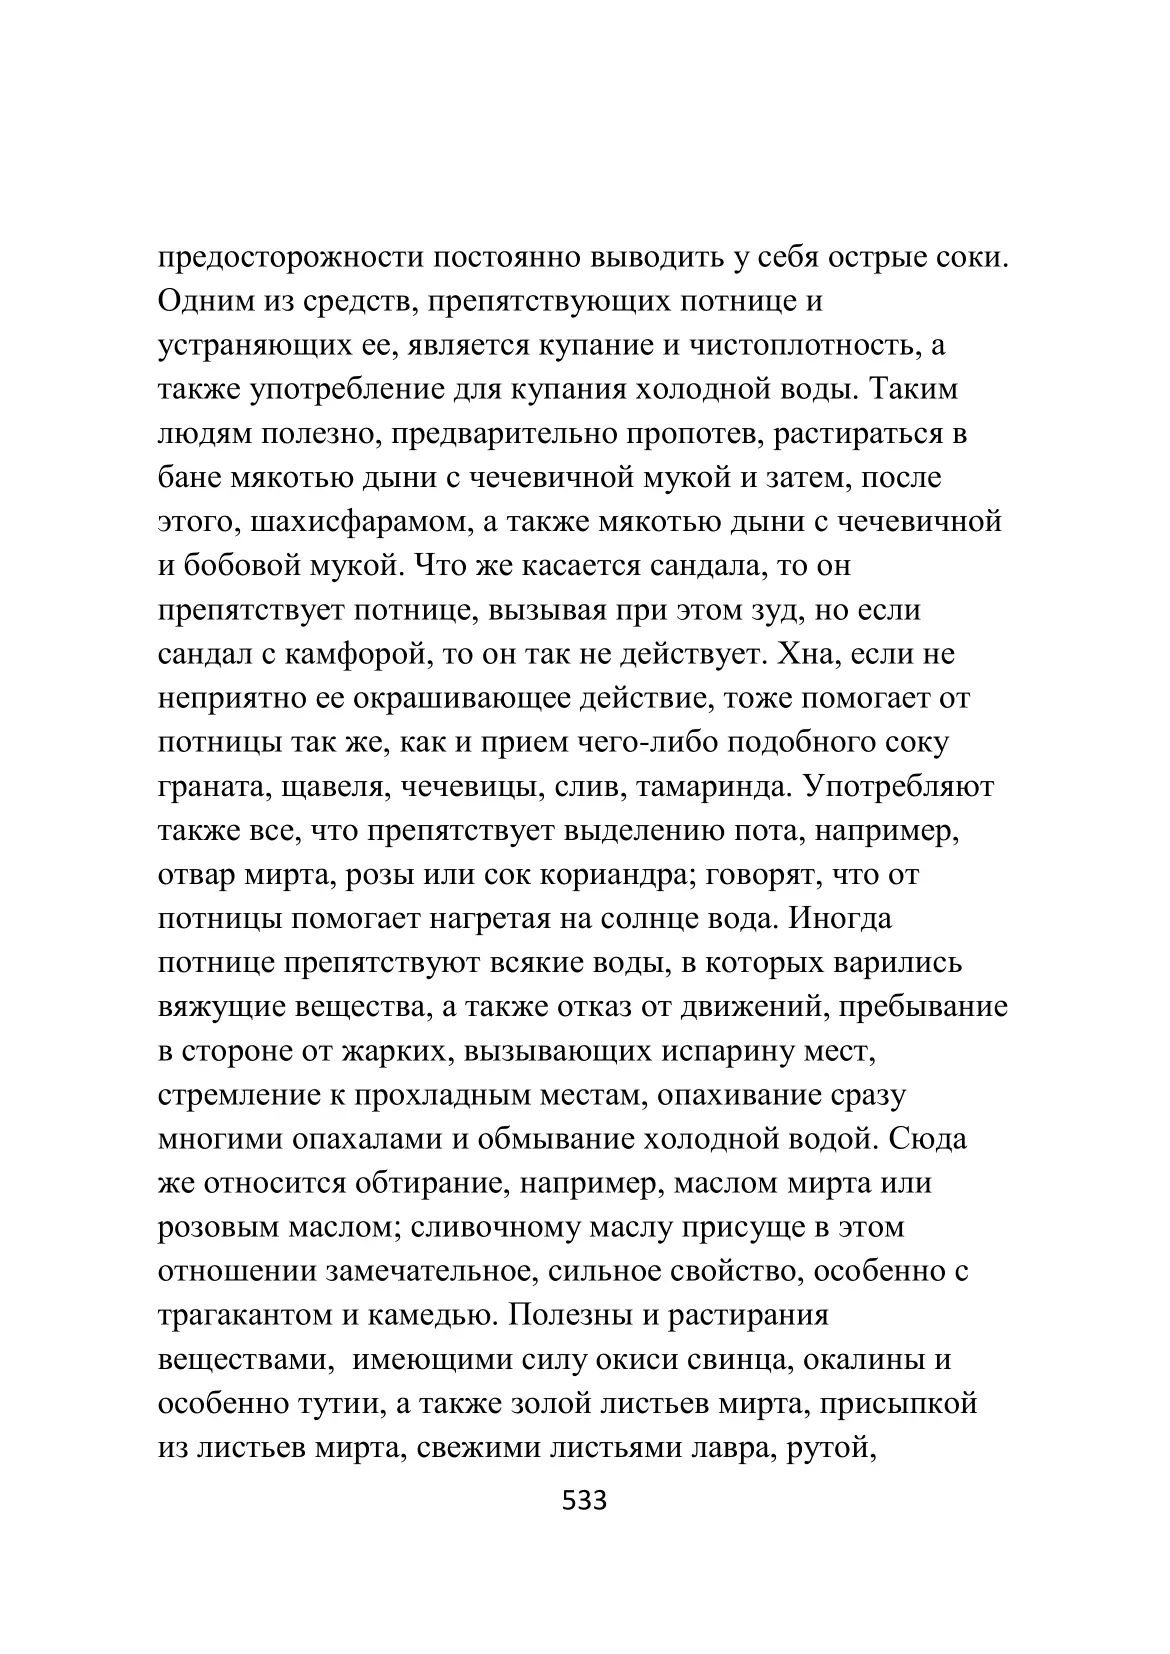 предосторожности постоянно выводить у себя острые соки.
Одним из средств, препятствующих потнице и
устраняющих ее, является купание и чистоплотность, а
также употребление для купания холодной воды. Таким
людям полезно, предварительно пропотев, растираться в
бане мякотью дыни с чечевичной мукой и затем, после
этого, шахисфарамом, а также мякотью дыни с чечевичной
и бобовой мукой. Что же касается сандала, то он
препятствует потнице, вызывая при этом зуд, но если
сандал с камфорой, то он так не действует. Хна, если не
неприятно ее окрашивающее действие, тоже помогает от
потницы так же, как и прием чего-либо подобного соку
граната, щавеля, чечевицы, слив, тамаринда. Употребляют
также все, что препятствует выделению пота, например,
отвар мирта, розы или сок кориандра; говорят, что от
потницы помогает нагретая на солнце вода. Иногда
потнице препятствуют всякие воды, в которых варились
вяжущие вещества, а также отказ от движений, пребывание
в стороне от жарких, вызывающих испарину мест,
стремление к прохладным местам, опахивание сразу
многими опахалами и обмывание холодной водой. Сюда
же относится обтирание, например, маслом мирта или
розовым маслом; сливочному маслу присуще в этом
отношении замечательное, сильное свойство, особенно с
трагакантом и камедью. Полезны и растирания
веществами,  имеющими силу окиси свинца, окалины и
особенно тутии, а также золой листьев мирта, присыпкой
из листьев мирта, свежими листьями лавра, рутой,
533